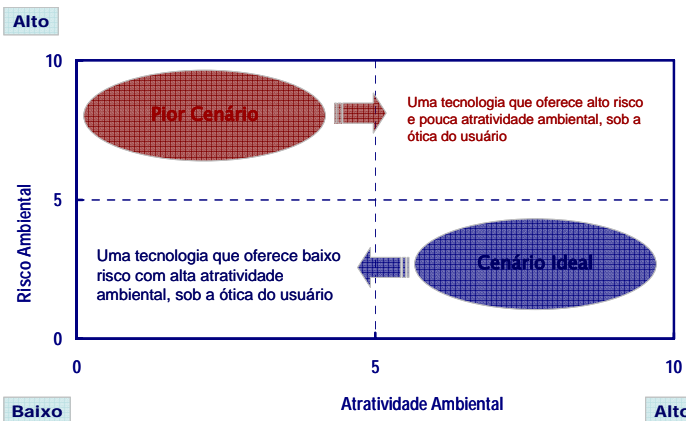 Alto
10
Pior Cenário
Uma tecnologia que oferece alto risco
e pouca atratividade ambiental, sob a
ótica do usuário
5
Risco Ambiental
Uma tecnologia que oferece baixo
risco com alta atratividade
ambiental, sob a ótica do usuário
Cenário Ideal
0
0
5
10
Baixo
Atratividade Ambiental
Alto